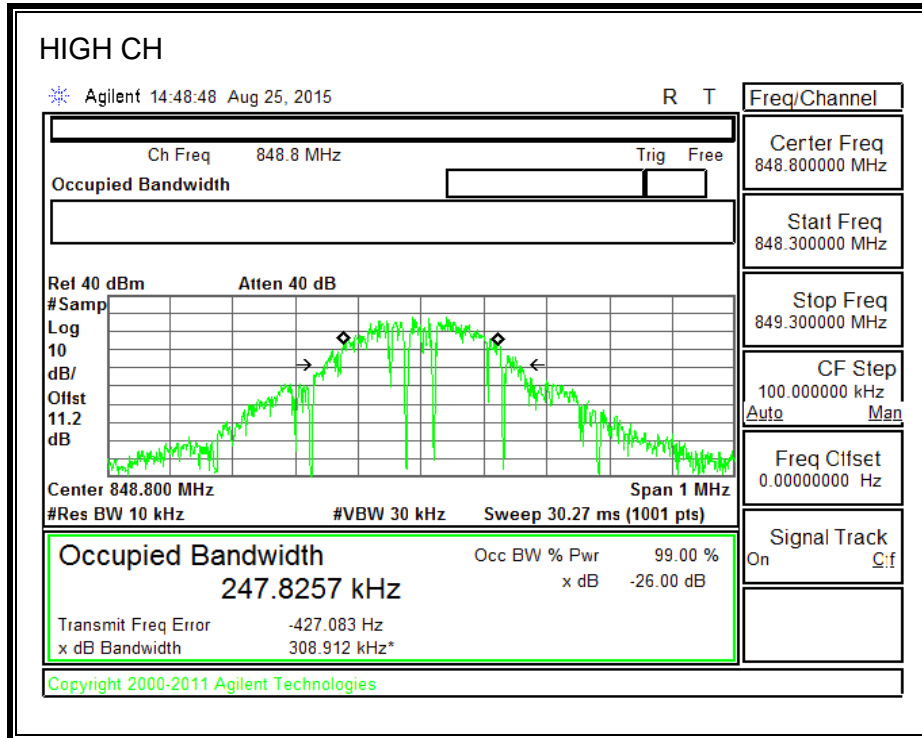 HIGH CH
Agilent 14:48:48 Aug 25, 2015 R T
Freq/Channel
Ch Freq 848.8 MHz Trig Free
Occupied Bandwidth
Center Freq
848.800000 MHz
Start Freq
848.300000 MHz
Stop Freq
849.300000 MHz
CF Step
100.000000 kHz
Auto Man
Freq Offset
0.00000000 Hz
Signal Track
On Off
Ref 40 dBm Atten 40 dB
#Samp
Log
10
dB/
Offst
11.2
dB
Center 848.800 MHz Span 1 MHz
#Res BW 10 kHz #VBW 30 kHz Sweep 30.27 ms (1001 pts)
Occupied Bandwidth
247.8257 kHz
Occ BW % Pwr 99.00 %
x dB -26.00 dB
Transmit Freq Error -427.083 Hz
x dB Bandwidth 308.912 kHz*
Copyright 2000-2011 Agilent Technologies